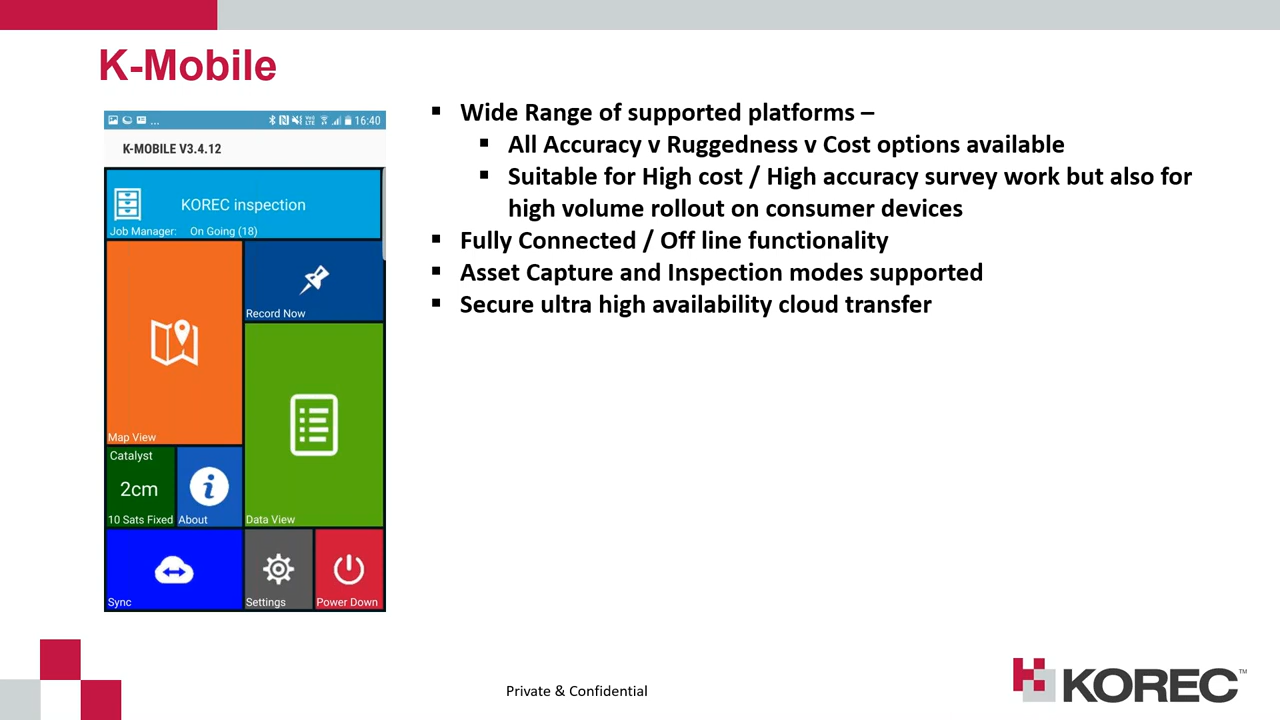 K-Mobile
... 16:40
K-MOBILE V3.4.12
KOREC inspection
Job Manager: On Going (18)
Record Now
Map View
Catalyst
2cm
10 Sats Fixed
About
Data View
Sync
Settings
Power Down
▪ Wide Range of supported platforms –
▪ All Accuracy v Ruggedness v Cost options available
▪ Suitable for High cost / High accuracy survey work but also for
high volume rollout on consumer devices
▪ Fully Connected / Off line functionality
▪ Asset Capture and Inspection modes supported
▪ Secure ultra high availability cloud transfer
Private & Confidential
KOREC™